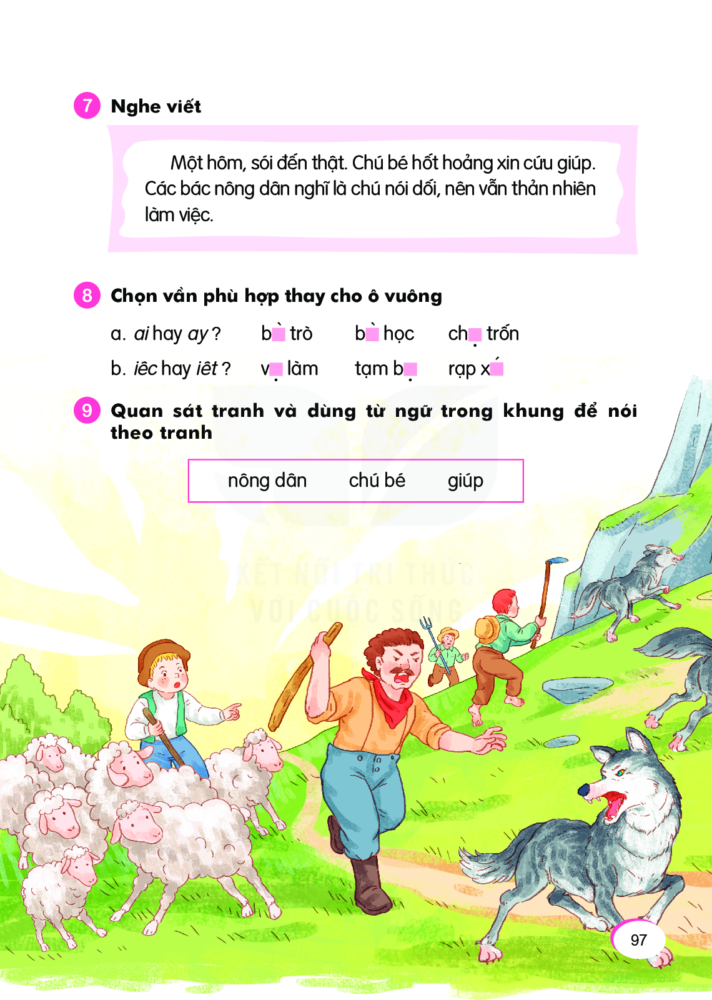 7 Nghe viết
Một hôm, sói đến thật. Chú bé hốt hoảng xin cứu giúp.
Các bác nông dân nghĩ là chú nói dối, nên vẫn thản nhiên
làm việc.
8 Chọn vần phù hợp thay cho ô vuông
a. ai hay ay ? b■̀ trò b■̀ học ch■̣ trốn
b. iêc hay iêt ? v■̣ làm tạm b■̣ rạp x■́
9 Quan sát tranh và dùng từ ngữ trong khung để nói
theo tranh
nông dân chú bé giúp
KẾT NỐI TRI THỨC
VỚI CUỘC SỐNG
97